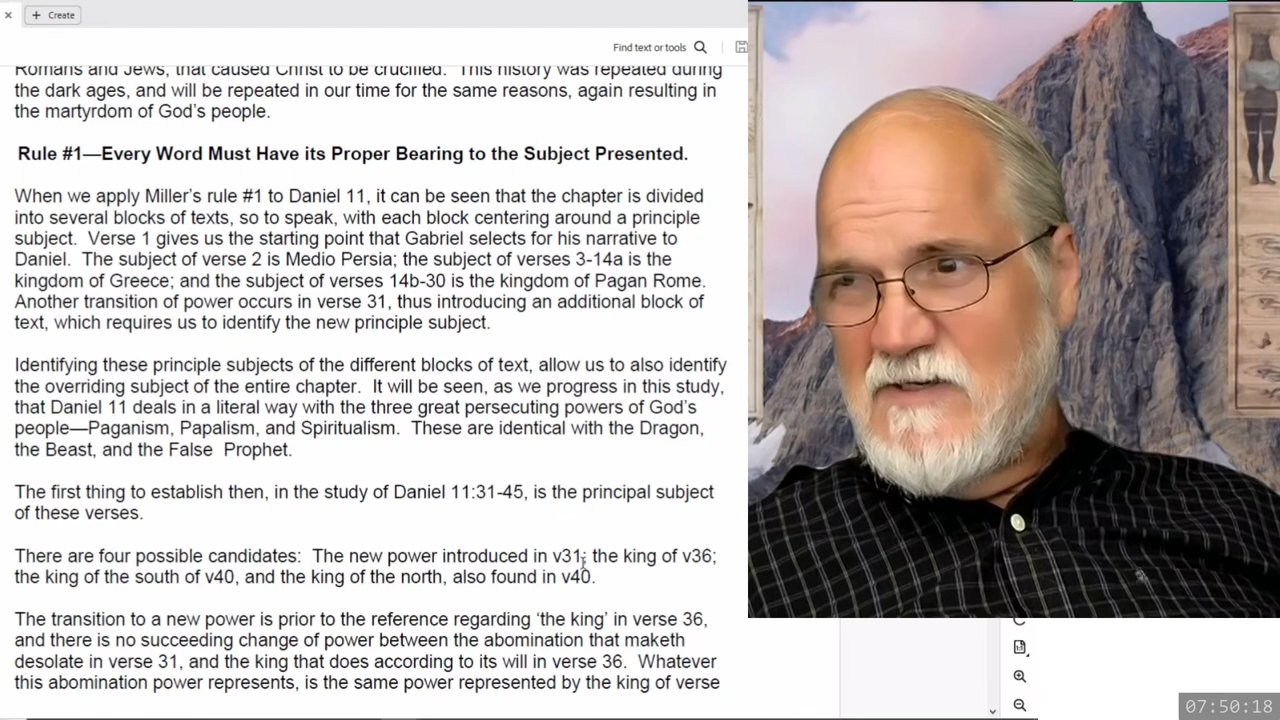 Create
Find text or tools
Romans and Jews, that caused Christ to be crucified. This history was repeated during
the dark ages, and will be repeated in our time for the same reasons, again resulting in
the martyrdom of God's people.
Rule #1—Every Word Must Have its Proper Bearing to the Subject Presented.
When we apply Miller's rule #1 to Daniel 11, it can be seen that the chapter is divided
into several blocks of texts, so to speak, with each block centering around a principle
subject. Verse 1 gives us the starting point that Gabriel selects for his narrative to
Daniel. The subject of verse 2 is Medio Persia; the subject of verses 3-14a is the
kingdom of Greece; and the subject of verses 14b-30 is the kingdom of Pagan Rome.
Another transition of power occurs in verse 31, thus introducing an additional block of
text, which requires us to identify the new principle subject.
Identifying these principle subjects of the different blocks of text, allow us to also identify
the overriding subject of the entire chapter. It will be seen, as we progress in this study,
that Daniel 11 deals in a literal way with the three great persecuting powers of God's
people—Paganism, Papalism, and Spiritualism. These are identical with the Dragon,
the Beast, and the False Prophet.
The first thing to establish then, in the study of Daniel 11:31-45, is the principal subject
of these verses.
There are four possible candidates: The new power introduced in v31; the king of v36;
the king of the south of v40, and the king of the north, also found in v40.
The transition to a new power is prior to the reference regarding 'the king' in verse 36,
and there is no succeeding change of power between the abomination that maketh
desolate in verse 31, and the king that does according to its will in verse 36. Whatever
this abomination power represents, is the same power represented by the king of verse
07:50:18